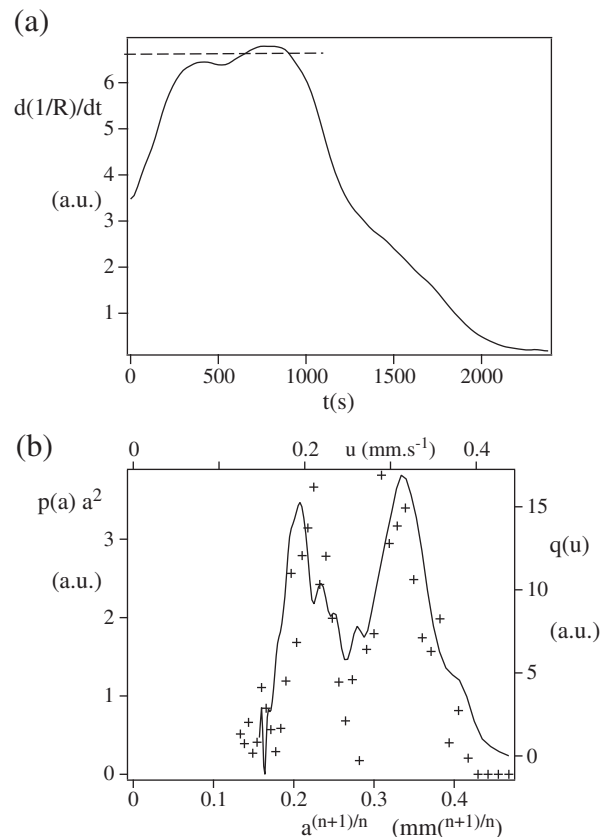 (a)
6
d(1/R)/dt
5
4
(a.u.)
3
2
1
0 500 1000 1500 2000
t(s)
(b)
0 0.2 u (mm.s-1) 0.4
p(a) a2
15
3
q(u)
(a.u.)
10
2
(a.u.)
5
1
0
0
0 0.1 0.2 0.3 0.4
a(n+1)/n (mm(n+1)/n)